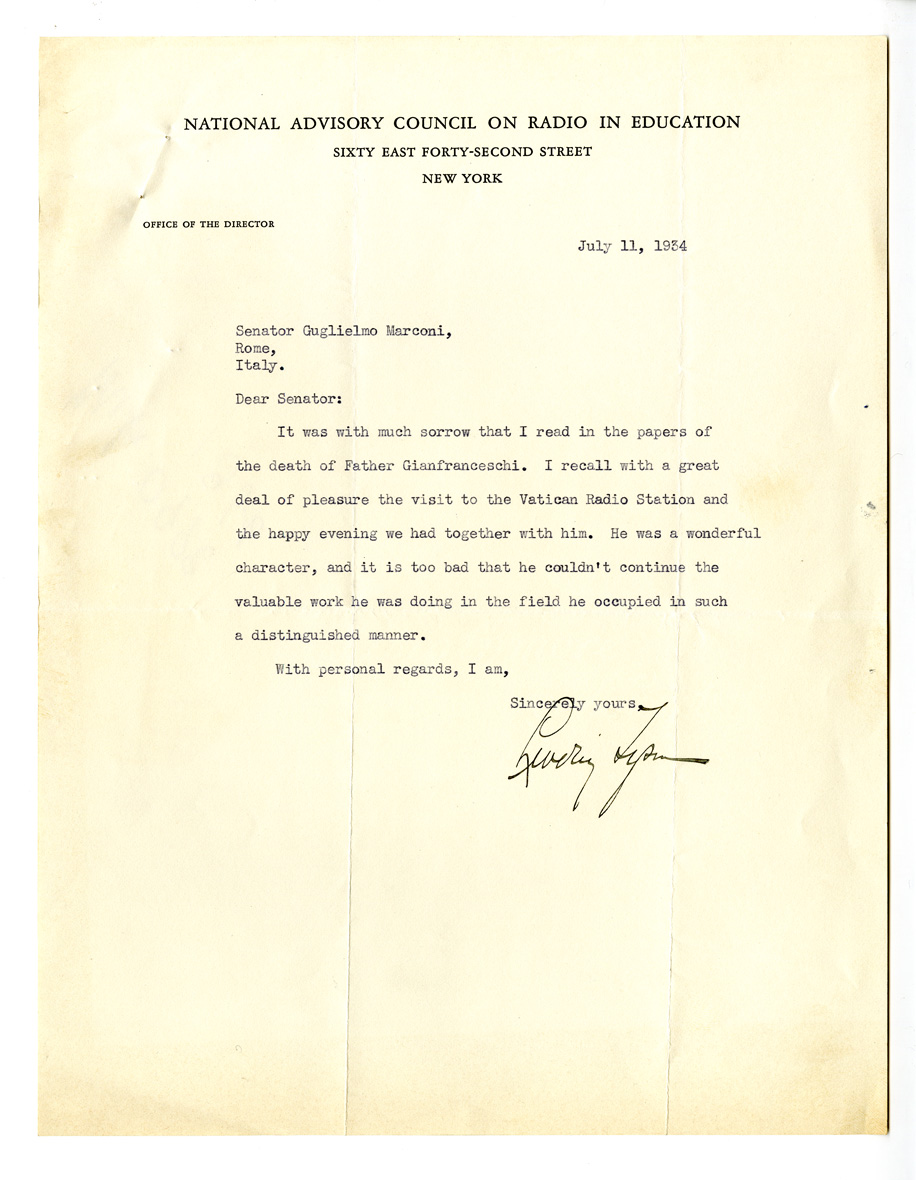 NATIONAL ADVISORY COUNCIL ON RADIO IN EDUCATION
SIXTY EAST FORTY-SECOND STREET
NEW YORK
OFFICE OF THE DIRECTOR
July 11, 1934
Senator Guglielmo Marconi,
Rome,
Italy.
Dear Senator:
It was with much sorrow that I read in the papers of
the death of Father Gianfranceschi. I recall with a great
deal of pleasure the visit to the Vatican Radio Station and
the happy evening we had together with him. He was a wonderful
character, and it is too bad that he couldn't continue the
valuable work he was doing in the field he occupied in such
a distinguished manner.
With personal regards, I am,
Sincerely yours,
Levering Tyson